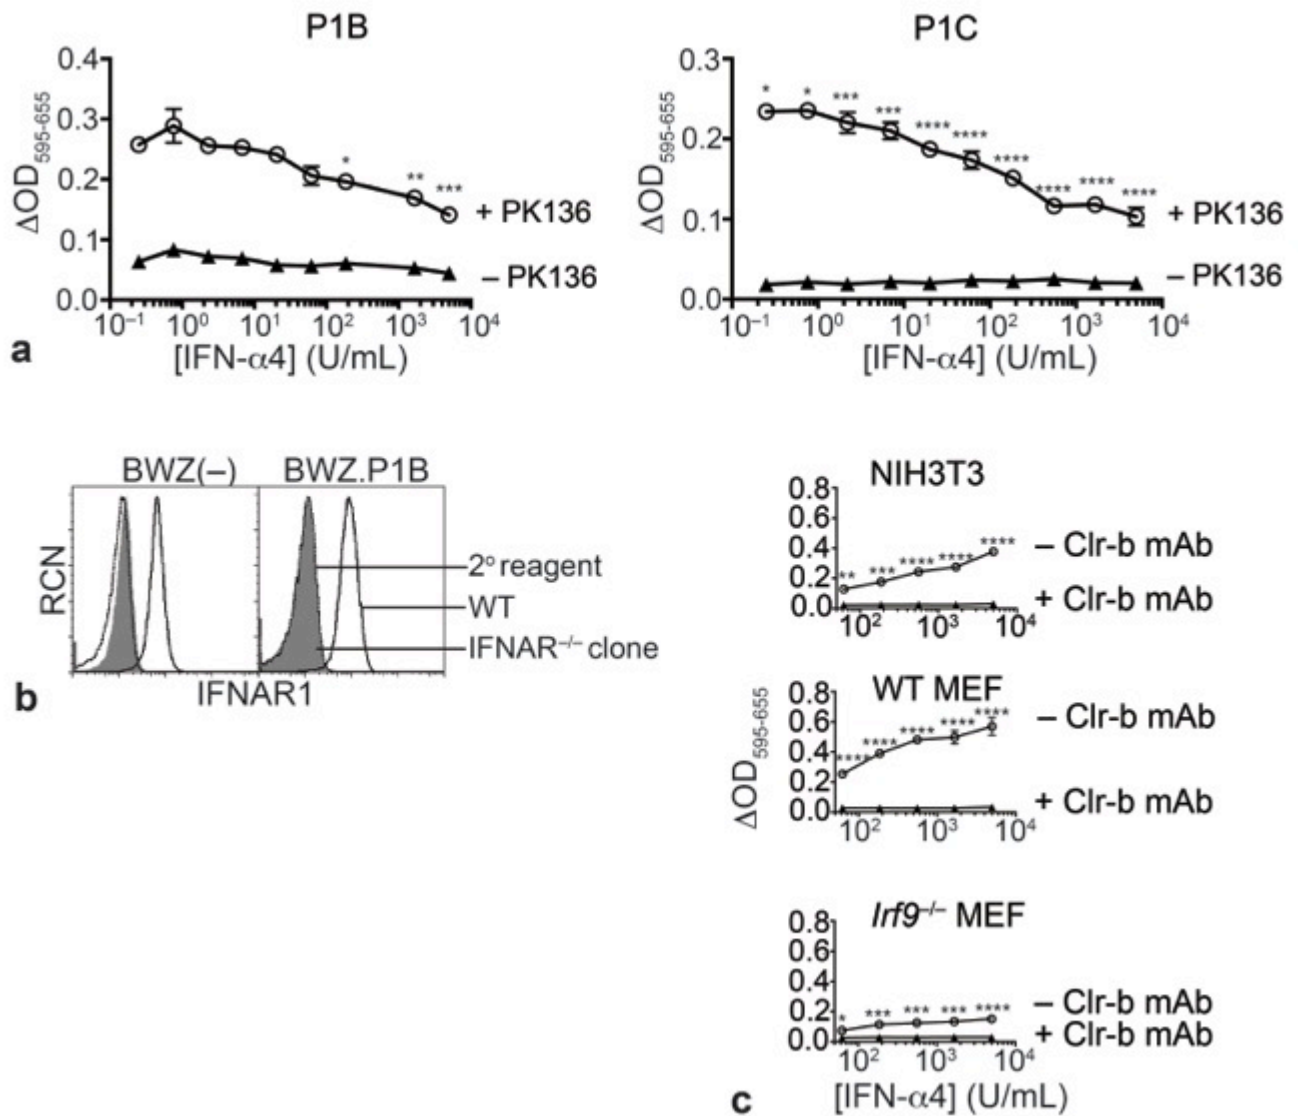 P1B
0.4
0.3
0.2
0.1
0.0
ΔOD595-655
*
**
***
+ PK136
– PK136
10⁻¹ 10⁰ 10¹ 10² 10³ 10⁴
[IFN-α4] (U/mL)
a
P1C
0.3
0.2
0.1
0.0
ΔOD595-655
* * *** *** **** **** **** **** **** ****
+ PK136
– PK136
10⁻¹ 10⁰ 10¹ 10² 10³ 10⁴
[IFN-α4] (U/mL)
BWZ(–) BWZ.P1B
RCN
2° reagent
WT
IFNAR⁻/⁻ clone
IFNAR1
b
NIH3T3
0.8
0.6
0.4
0.2
0.0
** *** **** **** ****
– Clr-b mAb
+ Clr-b mAb
10² 10³ 10⁴
WT MEF
0.8
0.6
0.4
0.2
0.0
ΔOD595-655
**** **** **** **** ****
– Clr-b mAb
+ Clr-b mAb
10² 10³ 10⁴
Irf9⁻/⁻ MEF
0.8
0.6
0.4
0.2
0.0
* *** *** *** ****
– Clr-b mAb
+ Clr-b mAb
10² 10³ 10⁴
[IFN-α4] (U/mL)
c